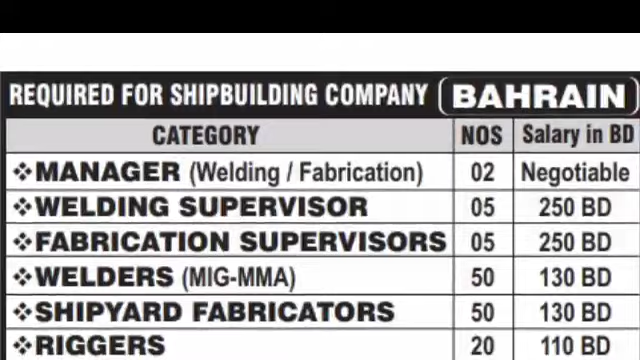 REQUIRED FOR SHIPBUILDING COMPANY BAHRAIN
CATEGORY NOS Salary in BD
❖MANAGER (Welding / Fabrication) 02 Negotiable
❖WELDING SUPERVISOR 05 250 BD
❖FABRICATION SUPERVISORS 05 250 BD
❖WELDERS (MIG-MMA) 50 130 BD
❖SHIPYARD FABRICATORS 50 130 BD
❖RIGGERS 20 110 BD